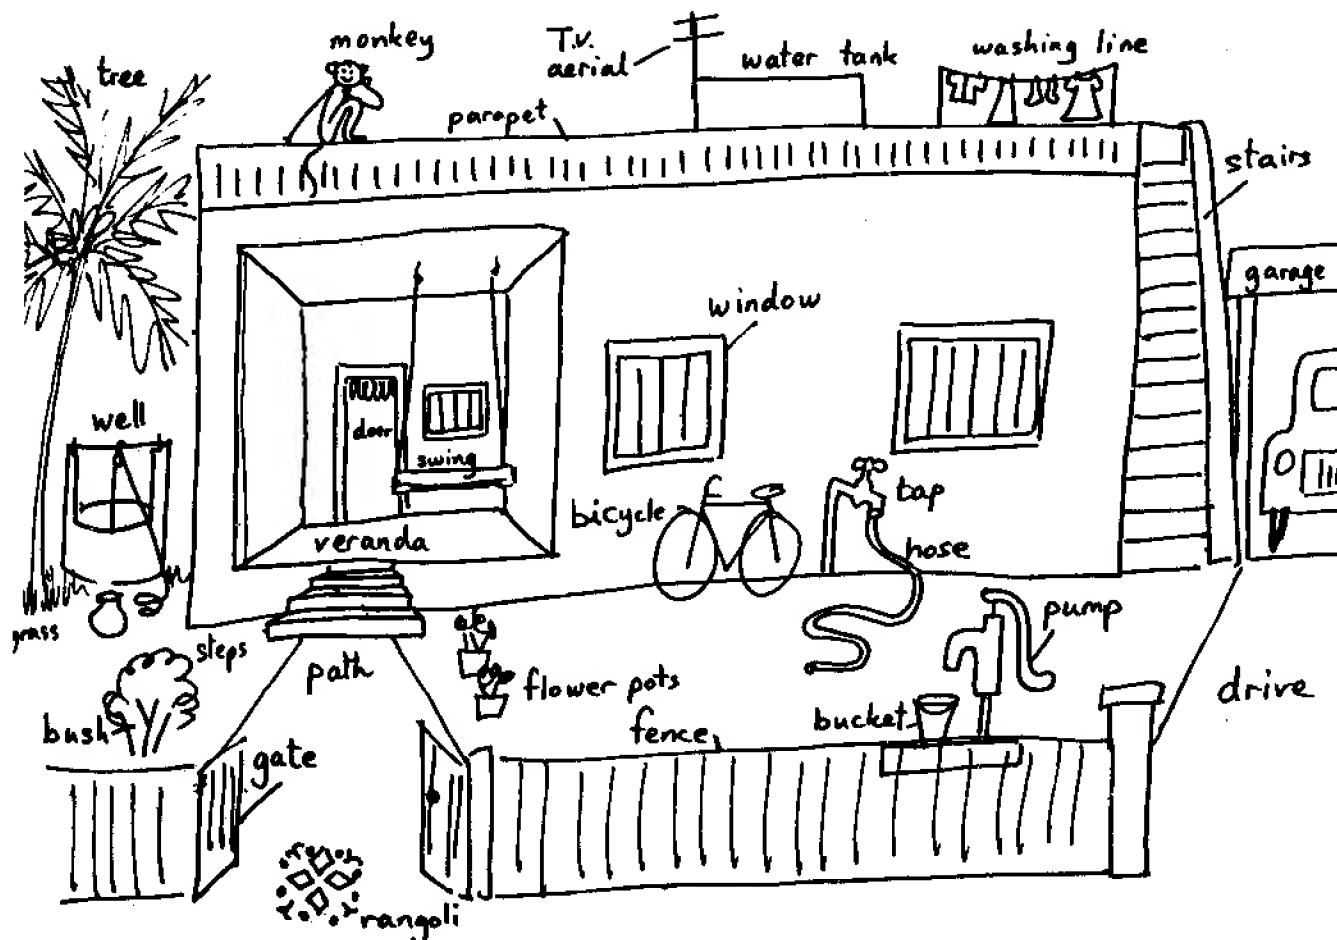 monkey
T.V.
aerial
water tank
washing line
tree
parapet
stairs
garage
window
well
door
swing
bicycle
tap
veranda
hose
grass
steps
path
pump
flower pots
drive
bush
fence
bucket
gate
rangoli